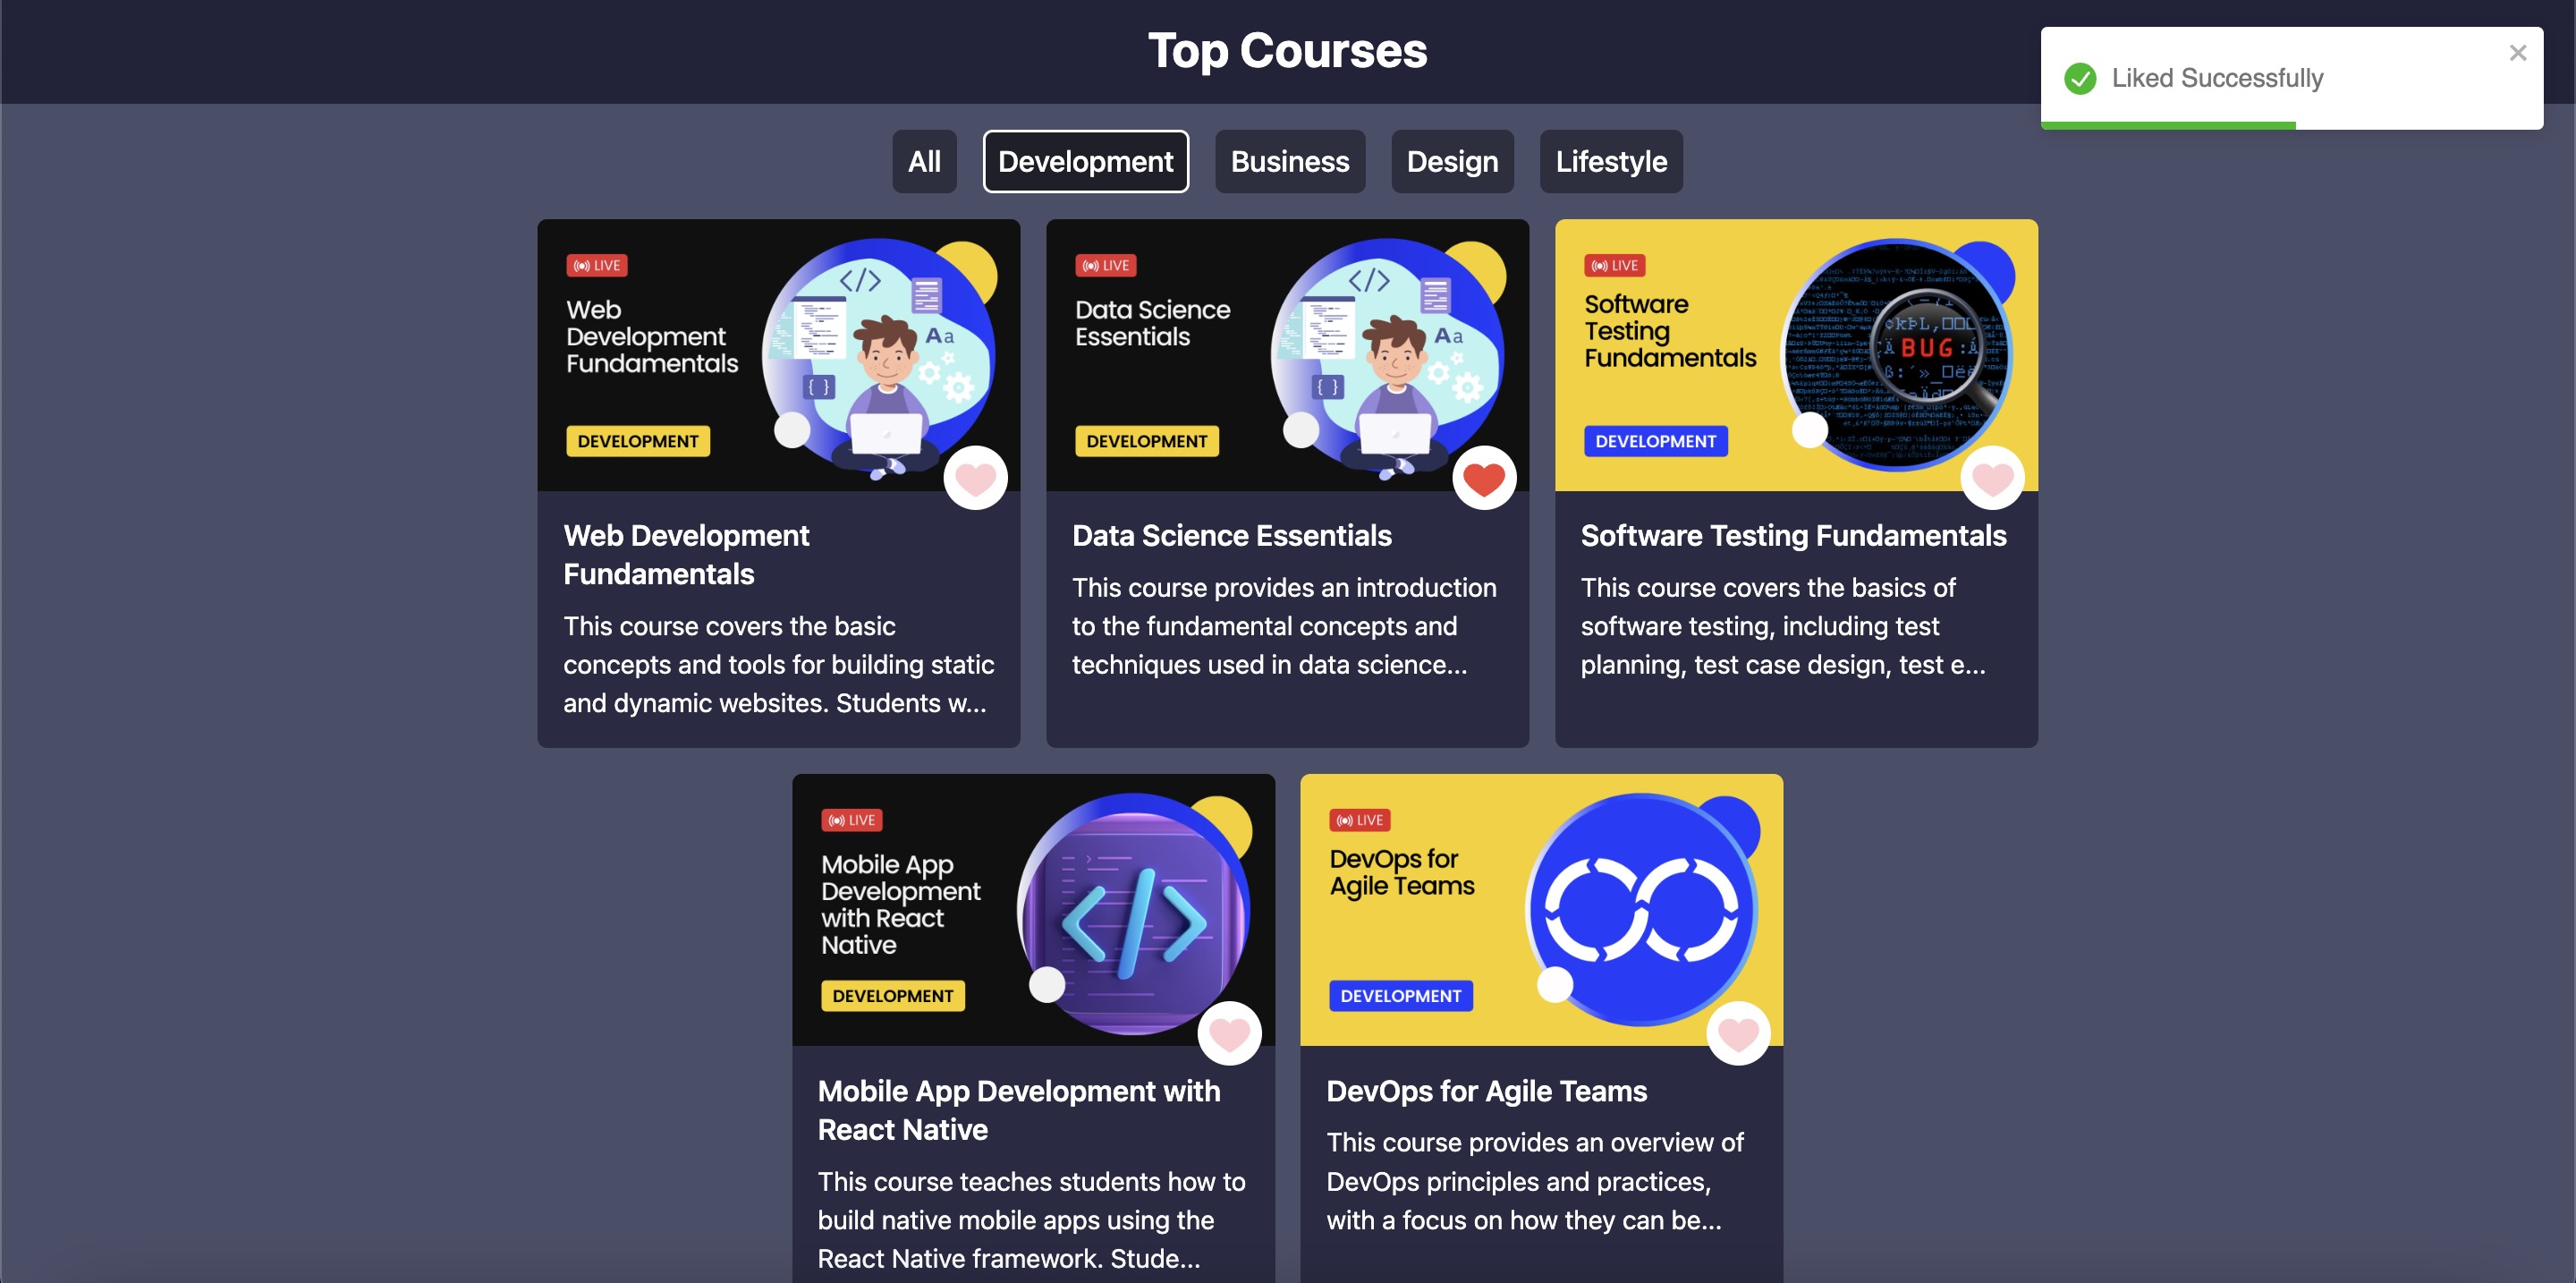 Top Courses
Liked Successfully
All
Development
Business
Design
Lifestyle
LIVE
Web
Development
Fundamentals
Aa
{ }
</>
DEVELOPMENT
LIVE
Data Science
Essentials
Aa
{ }
</>
DEVELOPMENT
LIVE
Software
Testing
Fundamentals
BUG
DEVELOPMENT
Web Development
Fundamentals
This course covers the basic
concepts and tools for building static
and dynamic websites. Students w...
Data Science Essentials
This course provides an introduction
to the fundamental concepts and
techniques used in data science...
Software Testing Fundamentals
This course covers the basics of
software testing, including test
planning, test case design, test e...
LIVE
Mobile App
Development
with React
Native
</>
DEVELOPMENT
LIVE
DevOps for
Agile Teams
DEVELOPMENT
Mobile App Development with
React Native
This course teaches students how to
build native mobile apps using the
React Native framework. Stude...
DevOps for Agile Teams
This course provides an overview of
DevOps principles and practices,
with a focus on how they can be...